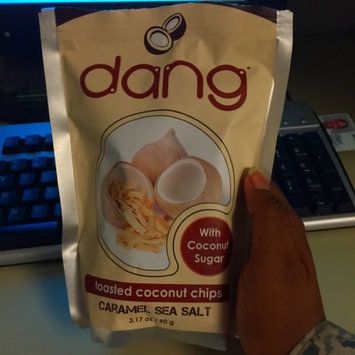 dang
With
Coconut
Sugar
toasted coconut chips
CARAMEL SEA SALT
3.17 oz / 90 g